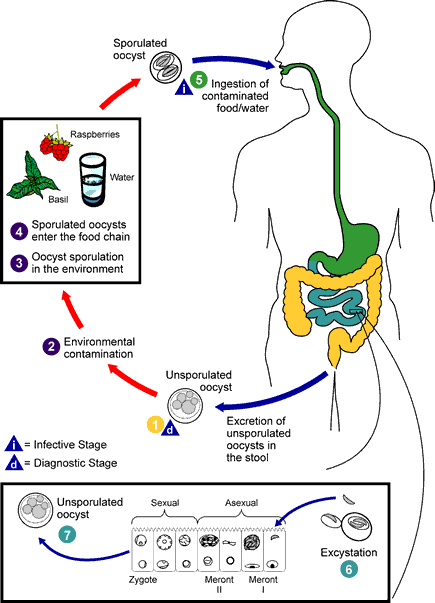 Sporulated
oocyst
i
5
Ingestion of
contaminated
food/water
Raspberries
Water
Basil
4 Sporulated oocysts
enter the food chain
3 Oocyst sporulation
in the environment
2 Environmental
contamination
Unsporulated
oocyst
1
d
Excretion of
unsporulated
oocysts in
the stool
i = Infective Stage
d = Diagnostic Stage
Unsporulated
oocyst
7
Sexual
Asexual
Zygote
Meront
II
Meront
I
Excystation
6